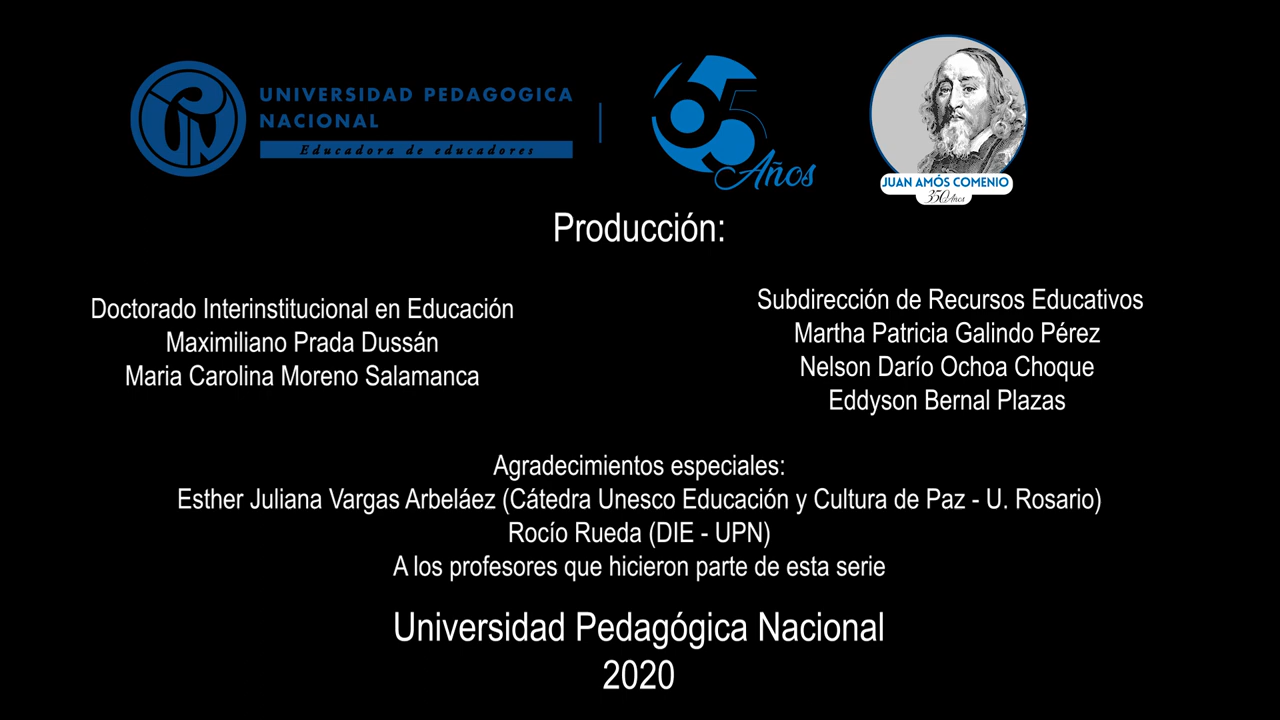 UNIVERSIDAD PEDAGOGICA
NACIONAL
Educadora de educadores
65
Años
JUAN AMÓS COMENIO
350 Años
Producción:
Doctorado Interinstitucional en Educación
Maximiliano Prada Dussán
Maria Carolina Moreno Salamanca
Subdirección de Recursos Educativos
Martha Patricia Galindo Pérez
Nelson Darío Ochoa Choque
Eddyson Bernal Plazas
Agradecimientos especiales:
Esther Juliana Vargas Arbeláez (Cátedra Unesco Educación y Cultura de Paz - U. Rosario)
Rocío Rueda (DIE - UPN)
A los profesores que hicieron parte de esta serie
Universidad Pedagógica Nacional
2020